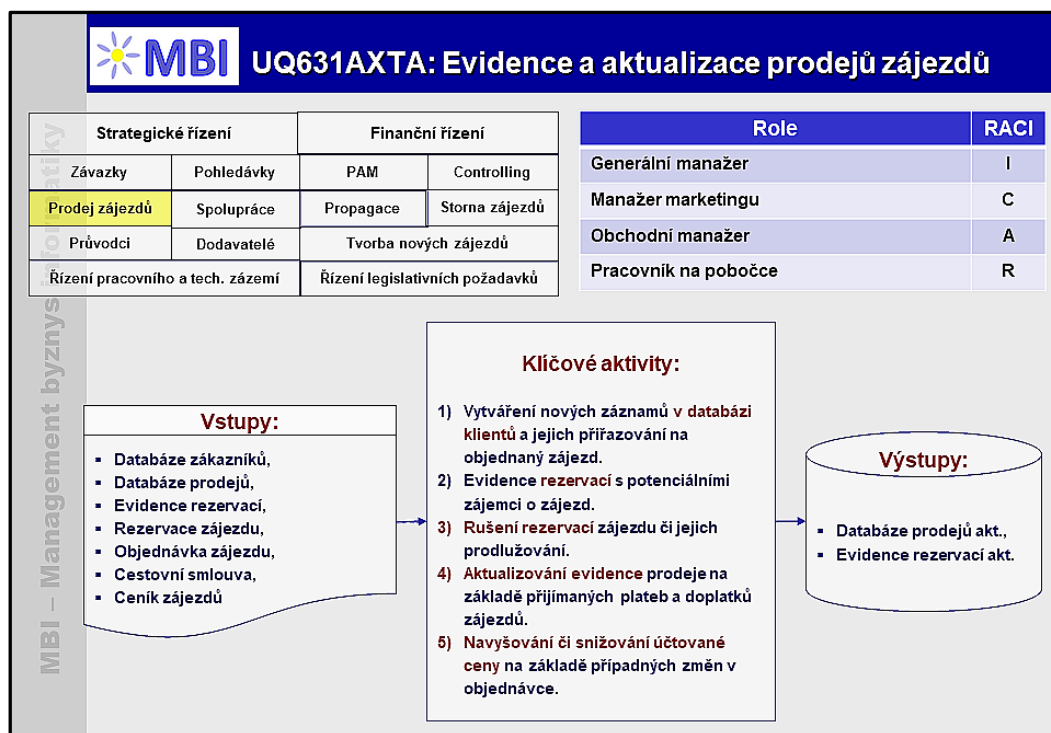 MBI
UQ631AXTA: Evidence a aktualizace prodejů zájezdů
MBI – Management byznys informatiky
Strategické řízení
Finanční řízení
Závazky
Pohledávky
PAM
Controlling
Prodej zájezdů
Spolupráce
Propagace
Storna zájezdů
Průvodci
Dodavatelé
Tvorba nových zájezdů
Řízení pracovního a tech. zázemí
Řízení legislativních požadavků
Role RACI
Generální manažer I
Manažer marketingu C
Obchodní manažer A
Pracovník na pobočce R
Vstupy:
▪ Databáze zákazníků,
▪ Databáze prodejů,
▪ Evidence rezervací,
▪ Rezervace zájezdu,
▪ Objednávka zájezdu,
▪ Cestovní smlouva,
▪ Ceník zájezdů
Klíčové aktivity:
1) Vytváření nových záznamů v databázi
klientů a jejich přiřazování na
objednaný zájezd.
2) Evidence rezervací s potenciálními
zájemci o zájezd.
3) Rušení rezervací zájezdu či jejich
prodlužování.
4) Aktualizování evidence prodeje na
základě přijímaných plateb a doplatků
zájezdů.
5) Navyšování či snižování účtované
ceny na základě případných změn v
objednávce.
Výstupy:
▪ Databáze prodejů akt.,
▪ Evidence rezervací akt.